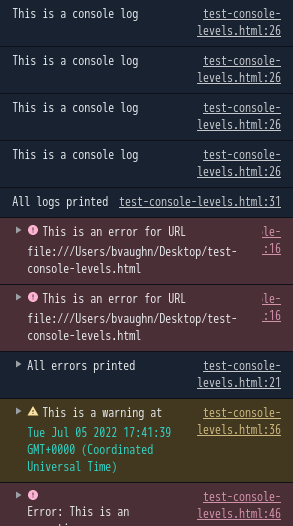 This is a console log test-console-
levels.html:26
This is a console log test-console-
levels.html:26
This is a console log test-console-
levels.html:26
This is a console log test-console-
levels.html:26
All logs printed test-console-levels.html:31
This is an error for URL le-
file:///Users/bvaughn/Desktop/test- :16
console-levels.html
This is an error for URL le-
file:///Users/bvaughn/Desktop/test- :16
console-levels.html
All errors printed test-console-
levels.html:21
This is a warning at test-console-
Tue Jul 05 2022 17:41:39 levels.html:36
GMT+0000 (Coordinated
Universal Time)
test-console-
Error: This is an levels.html:46